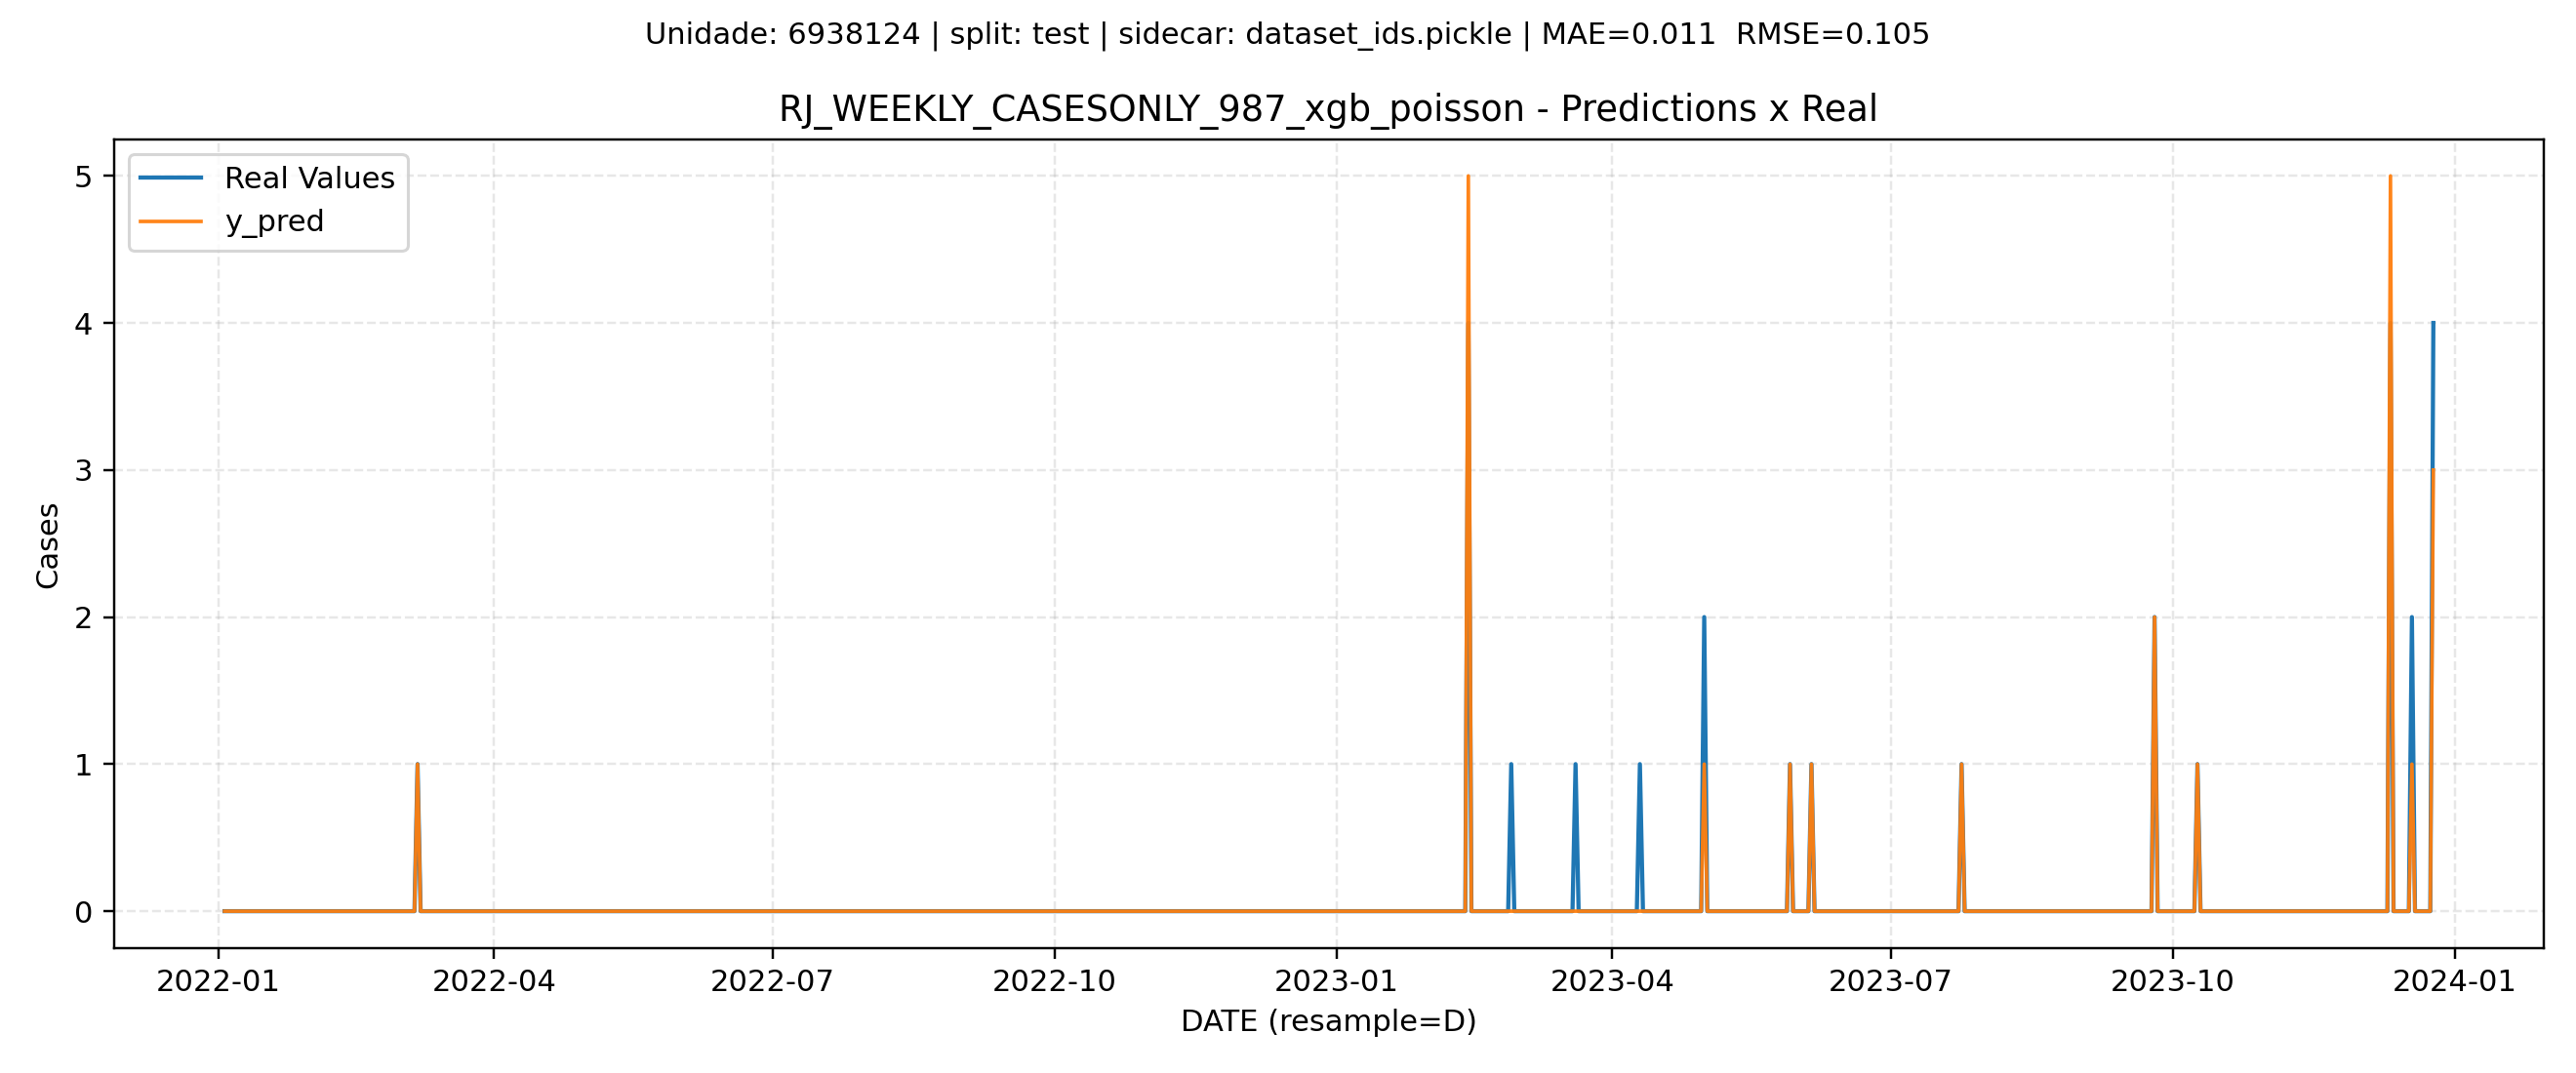 Unidade: 6938124 | split: test | sidecar: dataset_ids.pickle | MAE=0.011  RMSE=0.105
RJ_WEEKLY_CASESONLY_987_xgb_poisson - Predictions x Real
Real Values
y_pred
5
4
3
2
1
0
Cases
2022-01
2022-04
2022-07
2022-10
2023-01
2023-04
2023-07
2023-10
2024-01
DATE (resample=D)